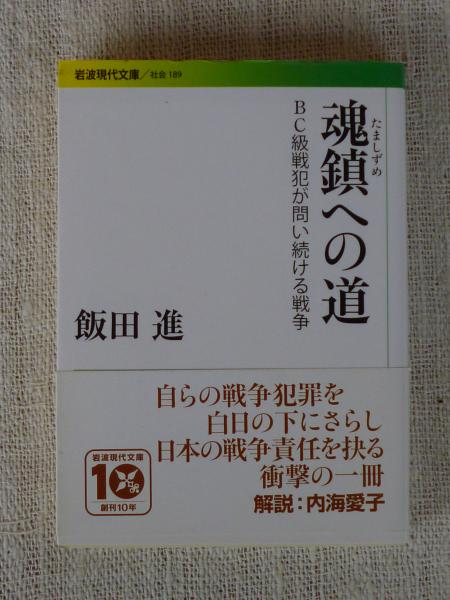 岩波現代文庫/社会 189
魂鎮への道
たましずめ
BC級戦犯が問い続ける戦争
飯田 進
自らの戦争犯罪を
白日の下にさらし
日本の戦争責任を抉る
衝撃の一冊
解説:内海愛子
岩波現代文庫
10
創刊10年